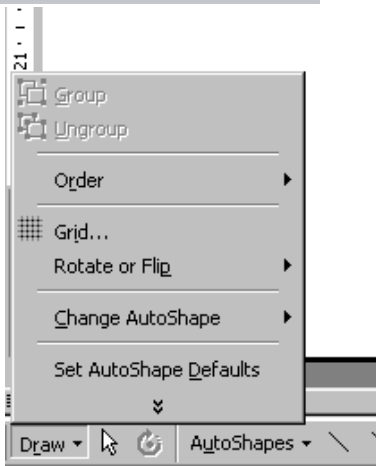 21
Group
Ungroup
Order
Grid...
Rotate or Flip
Change AutoShape
Set AutoShape Defaults
Draw AutoShapes